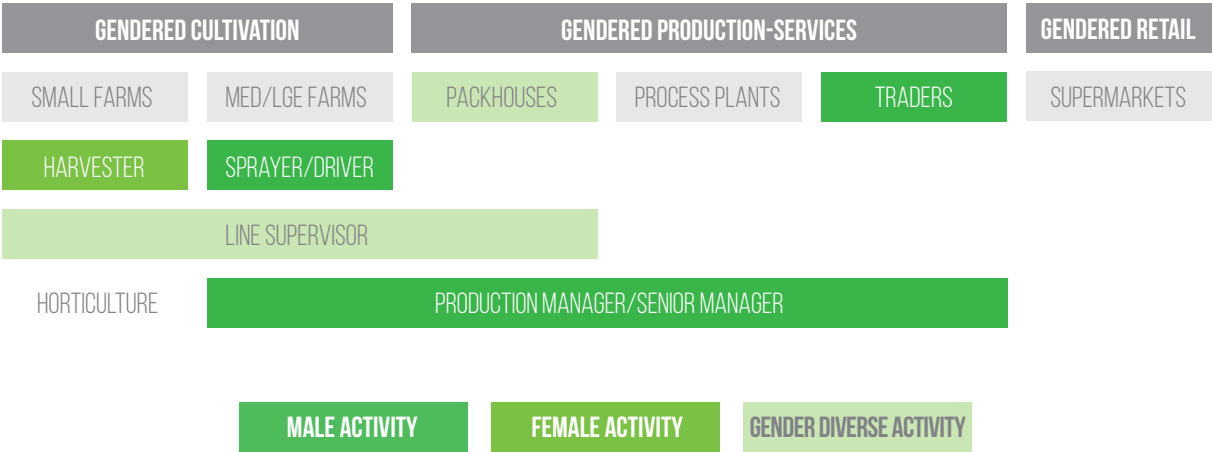 GENDERED CULTIVATION
GENDERED PRODUCTION-SERVICES
GENDERED RETAIL
SMALL FARMS
MED/LGE FARMS
PACKHOUSES
PROCESS PLANTS
TRADERS
SUPERMARKETS
HARVESTER
SPRAYER/DRIVER
LINE SUPERVISOR
HORTICULTURE
PRODUCTION MANAGER/SENIOR MANAGER
MALE ACTIVITY
FEMALE ACTIVITY
GENDER DIVERSE ACTIVITY